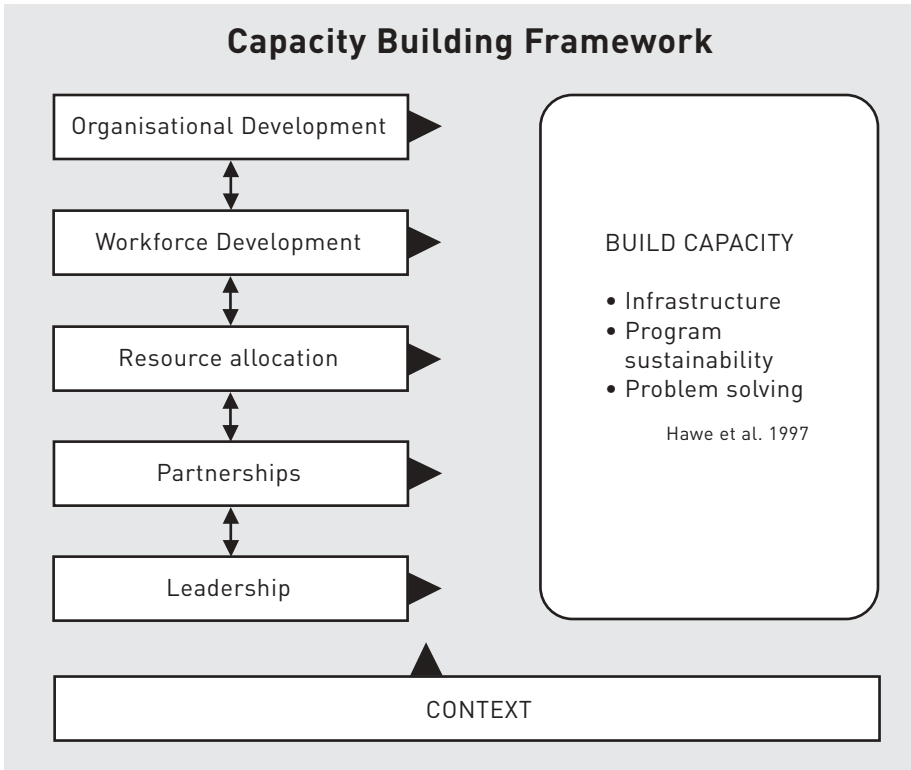 Capacity Building Framework
Organisational Development
Workforce Development
Resource allocation
Partnerships
Leadership
BUILD CAPACITY
• Infrastructure
• Program
sustainability
• Problem solving
Hawe et al. 1997
CONTEXT